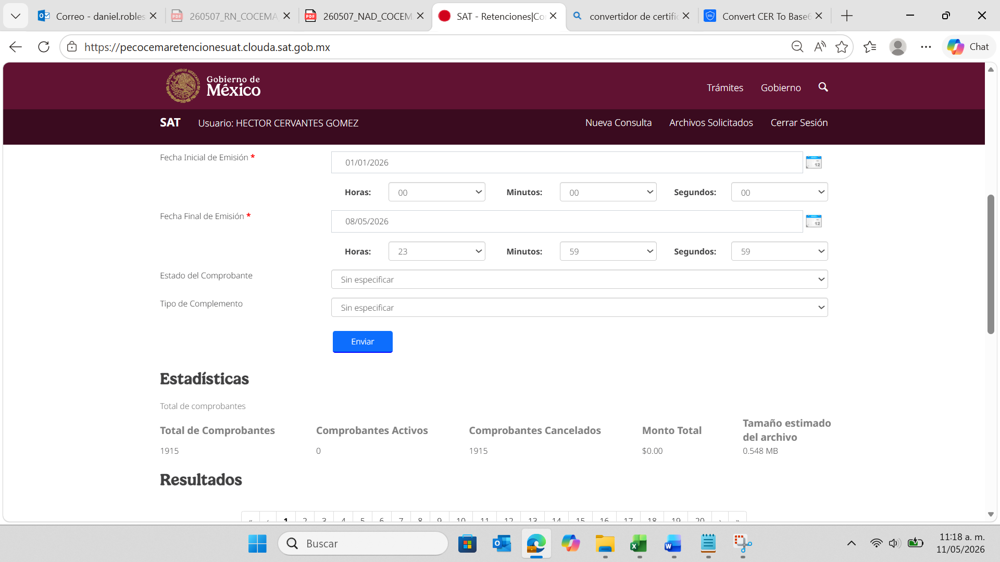 Correo - daniel.robles
260507_RN_COCEMA
260507_NAD_COCEM
SAT - Retenciones|Co
convertidor de certific
Convert CER To Base6
https://pecocemaretencionesuat.clouda.sat.gob.mx
Chat
Gobierno de
México
Trámites
Gobierno
SAT
Usuario: HECTOR CERVANTES GOMEZ
Nueva Consulta
Archivos Solicitados
Cerrar Sesión
Fecha Inicial de Emisión *
01/01/2026
Horas: 00 Minutos: 00 Segundos: 00
Fecha Final de Emisión *
08/05/2026
Horas: 23 Minutos: 59 Segundos: 59
Estado del Comprobante
Sin especificar
Tipo de Complemento
Sin especificar
Enviar
Estadísticas
Total de comprobantes
Total de Comprobantes Comprobantes Activos Comprobantes Cancelados Monto Total Tamaño estimado del archivo
1915 0 1915 $0.00 0.548 MB
Resultados
« ‹ 1 2 3 4 5 6 7 8 9 10 11 12 13 14 15 16 17 18 19 20 › »
Buscar
11:18 a. m.
11/05/2026